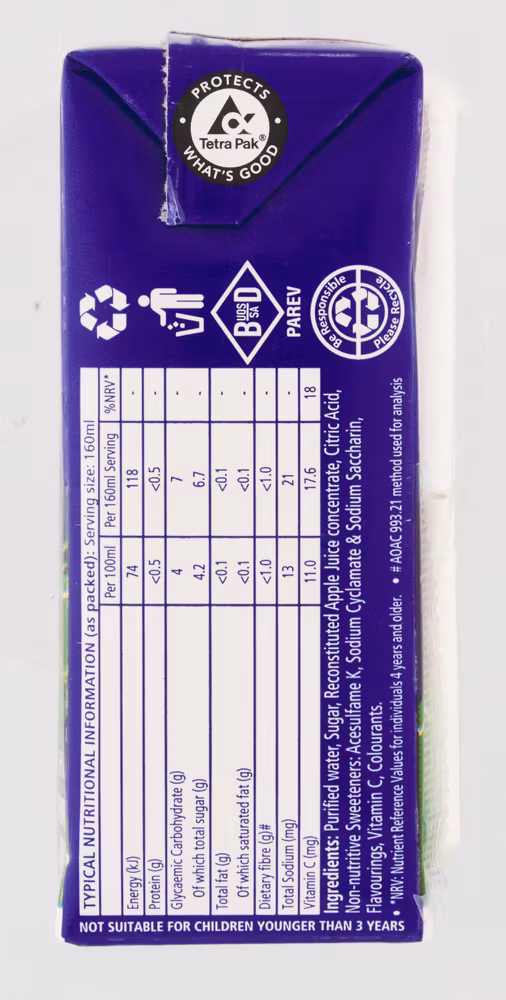 PROTECTS
Tetra Pak®
WHAT'S GOOD
BUDS
SA
PAREV
Be Responsible
Please Recycle
TYPICAL NUTRITIONAL INFORMATION (as packed): Serving size: 160ml
Per 100ml Per 160ml Serving %NRV*
Energy (kJ) 74 118 -
Protein (g) <0.5 <0.5 -
Glycaemic Carbohydrate (g) 4 7 -
Of which total sugar (g) 4.2 6.7 -
Total fat (g) <0.1 <0.1 -
Of which saturated fat (g) <0.1 <0.1 -
Dietary fibre (g)# <1.0 <1.0 -
Total Sodium (mg) 13 21 -
Vitamin C (mg) 11.0 17.6 18
Ingredients: Purified water, Sugar, Reconstituted Apple Juice concentrate, Citric Acid,
Non-nutritive Sweeteners: Acesulfame K, Sodium Cyclamate & Sodium Saccharin,
Flavourings, Vitamin C, Colourants.
• *NRV: Nutrient Reference Values for individuals 4 years and older. • # AOAC 993.21 method used for analysis
NOT SUITABLE FOR CHILDREN YOUNGER THAN 3 YEARS